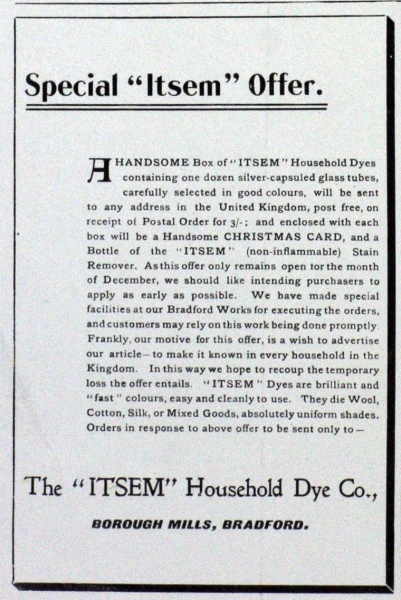 Special "Itsem" Offer.
A HANDSOME Box of "ITSEM" Household Dyes
containing one dozen silver-capsuled glass tubes,
carefully selected in good colours, will be sent
to any address in the United Kingdom, post free, on
receipt of Postal Order for 3/-; and enclosed with each
box will be a Handsome CHRISTMAS CARD, and a
Bottle of the "ITSEM" (non-inflammable) Stain
Remover. As this offer only remains open for the month
of December, we should like intending purchasers to
apply as early as possible. We have made special
facilities at our Bradford Works for executing the orders,
and customers may rely on this work being done promptly.
Frankly, our motive for this offer, is a wish to advertise
our article—to make it known in every household in the
Kingdom. In this way we hope to recoup the temporary
loss the offer entails. "ITSEM" Dyes are brilliant and
"fast" colours, easy and cleanly to use. They die Wool,
Cotton, Silk, or Mixed Goods, absolutely uniform shades.
Orders in response to above offer to be sent only to—
The "ITSEM" Household Dye Co.,
BOROUGH MILLS, BRADFORD.